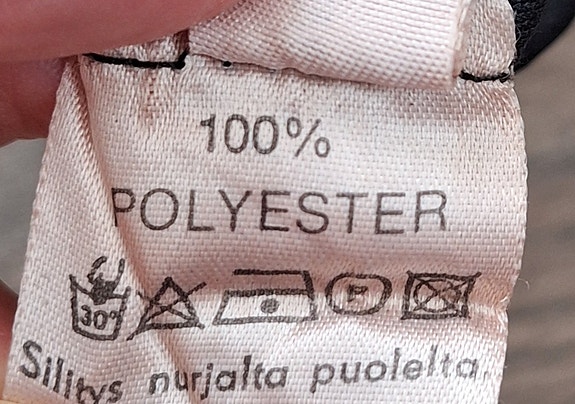 100%
POLYESTER
30° P
Silitys nurjalta puolelta